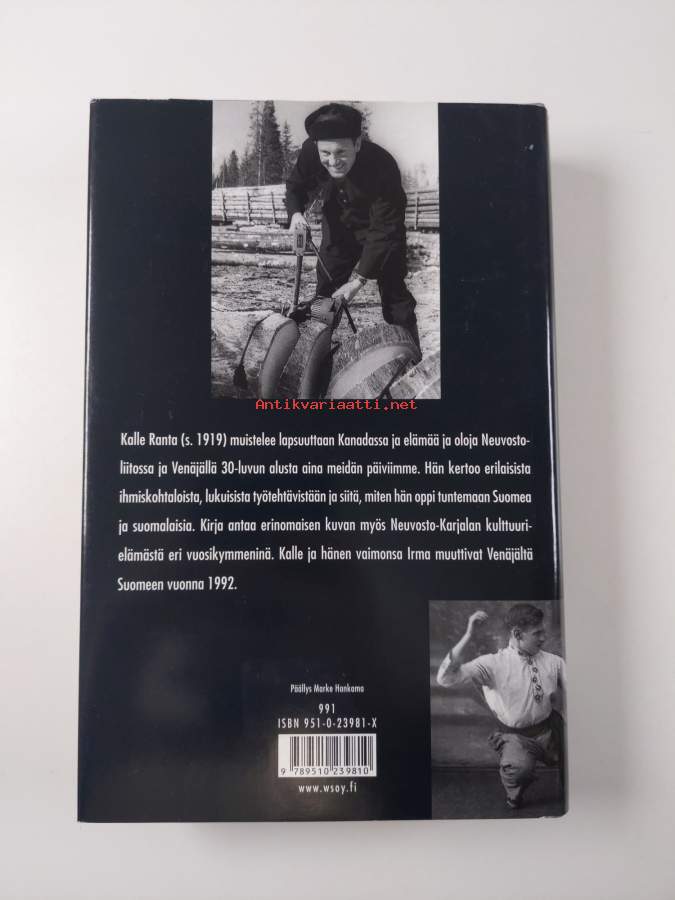 Antikvariaatti.net
Kalle Ranta (s. 1919) muistelee lapsuuttaan Kanadassa ja elämää ja oloja Neuvosto-
liitossa ja Venäjällä 30-luvun alusta aina meidän päiviimme. Hän kertoo erilaisista
ihmiskohtaloista, lukuisista työtehtävistään ja siitä, miten hän oppi tuntemaan Suomea
ja suomalaisia. Kirja antaa erinomaisen kuvan myös Neuvosto-Karjalan kulttuuri-
elämästä eri vuosikymmeninä. Kalle ja hänen vaimonsa Irma muuttivat Venäjältä
Suomeen vuonna 1992.
Päällys Marke Hankamo
991
ISBN 951-0-23981-X
9 789510 239810
www.wsoy.fi